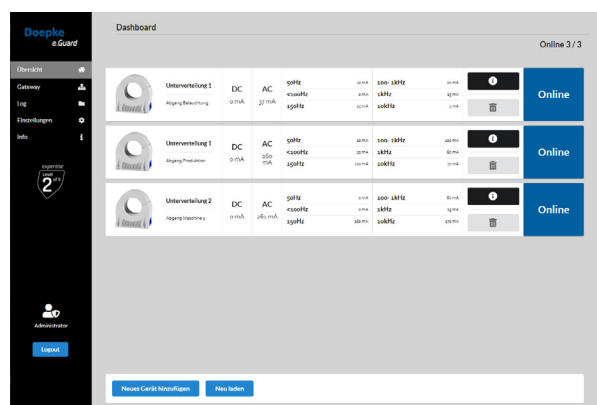 Doepke
e.Guard
Dashboard
Online 3 / 3
Übersicht
Gateway
Log
Einstellungen
Info
expertise
Level
2 of 5
Administrator
Logout
Unterverteilung 1
Abgang Beleuchtung
DC
0 mA
AC
37 mA
50Hz
<100Hz
150Hz
100- 1kHz
1kHz
10kHz
Online
Unterverteilung 1
Abgang Produktion
DC
0 mA
AC
260
mA
50Hz
<100Hz
150Hz
100- 1kHz
1kHz
10kHz
Online
Unterverteilung 2
Abgang Maschine 1
DC
0 mA
AC
261 mA
50Hz
<100Hz
150Hz
100- 1kHz
1kHz
10kHz
Online
Neues Gerät hinzufügen
Neu laden